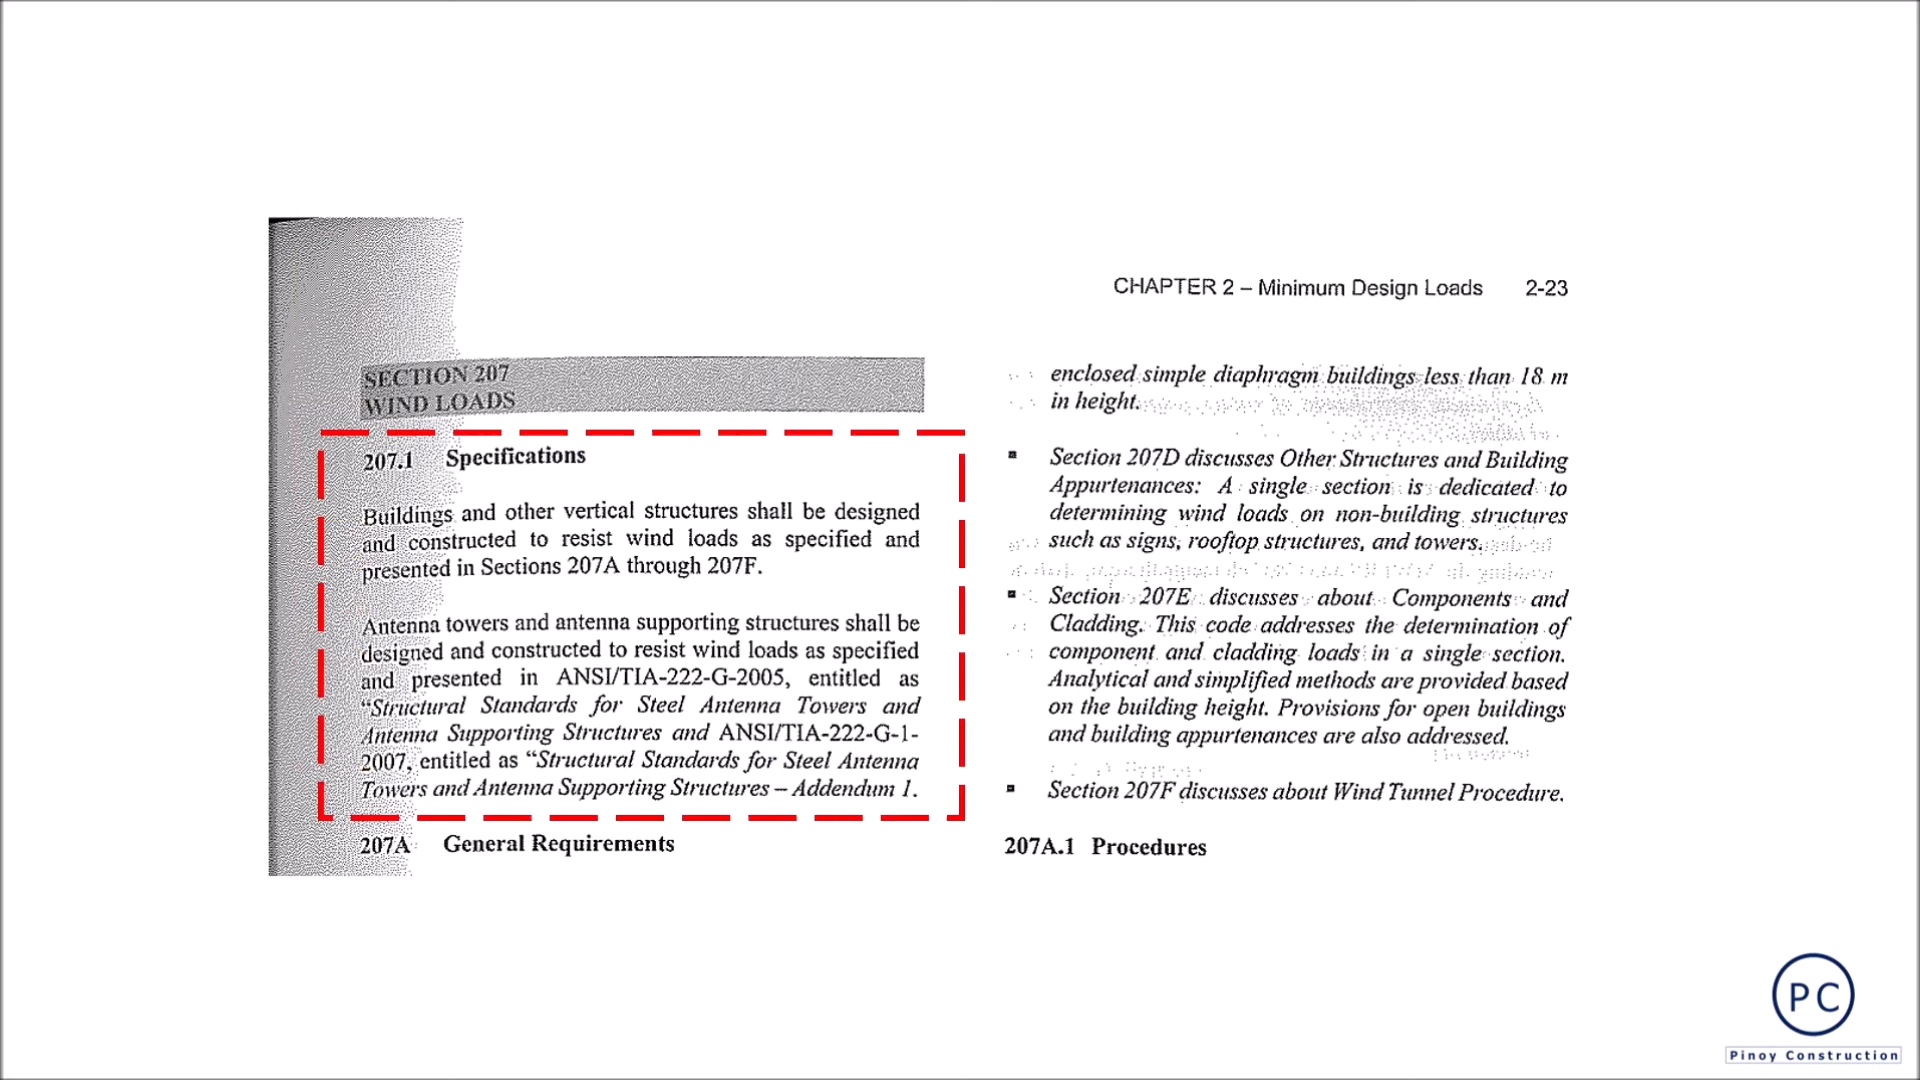 CHAPTER 2 – Minimum Design Loads 2-23
SECTION 207
WIND LOADS
207.1 Specifications
Buildings and other vertical structures shall be designed
and constructed to resist wind loads as specified and
presented in Sections 207A through 207F.
Antenna towers and antenna supporting structures shall be
designed and constructed to resist wind loads as specified
and presented in ANSI/TIA-222-G-2005, entitled as
“Structural Standards for Steel Antenna Towers and
Antenna Supporting Structures and ANSI/TIA-222-G-1-
2007, entitled as “Structural Standards for Steel Antenna
Towers and Antenna Supporting Structures – Addendum 1.
207A General Requirements
enclosed simple diaphragm buildings less than 18 m
in height.
▪ Section 207D discusses Other Structures and Building
Appurtenances: A single section is dedicated to
determining wind loads on non-building structures
such as signs, rooftop structures, and towers.
▪ Section 207E discusses about Components and
Cladding. This code addresses the determination of
component and cladding loads in a single section.
Analytical and simplified methods are provided based
on the building height. Provisions for open buildings
and building appurtenances are also addressed.
▪ Section 207F discusses about Wind Tunnel Procedure.
207A.1 Procedures
PC
Pinoy Construction